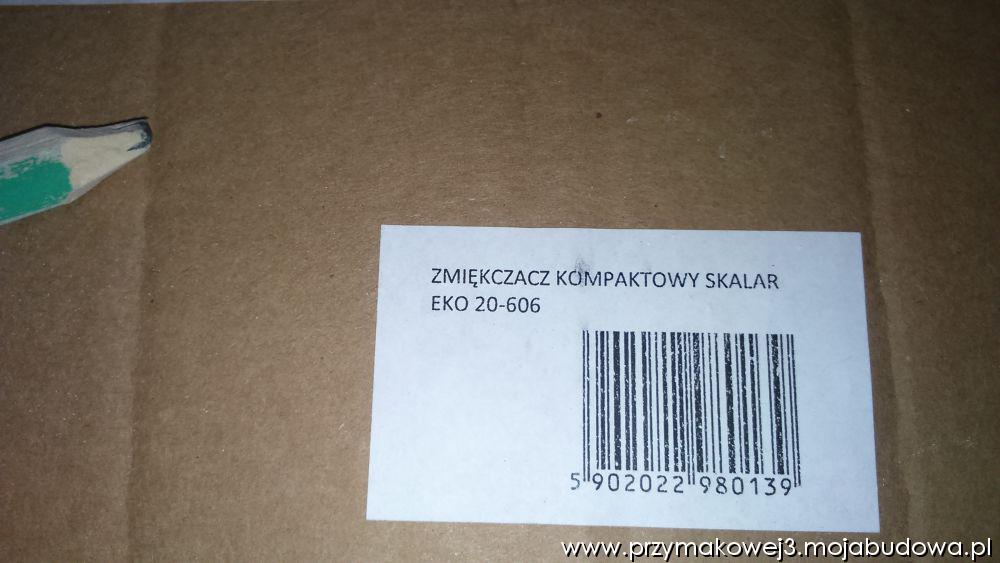 ZMIĘKCZACZ KOMPAKTOWY SKALAR
EKO 20-606
5 902022 980139
www.przymakowej3.mojabudowa.pl